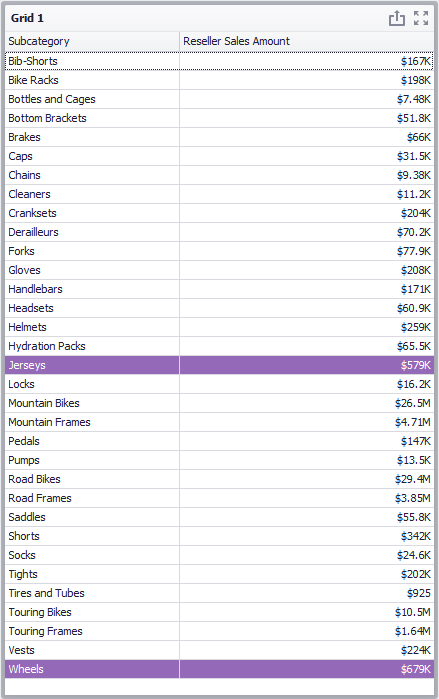 Grid 1
Subcategory Reseller Sales Amount
Bib-Shorts $167K
Bike Racks $198K
Bottles and Cages $7.48K
Bottom Brackets $51.8K
Brakes $66K
Caps $31.5K
Chains $9.38K
Cleaners $11.2K
Cranksets $204K
Derailleurs $70.2K
Forks $77.9K
Gloves $208K
Handlebars $171K
Headsets $60.9K
Helmets $259K
Hydration Packs $65.5K
Jerseys $579K
Locks $16.2K
Mountain Bikes $26.5M
Mountain Frames $4.71M
Pedals $147K
Pumps $13.5K
Road Bikes $29.4M
Road Frames $3.85M
Saddles $55.8K
Shorts $342K
Socks $24.6K
Tights $202K
Tires and Tubes $925
Touring Bikes $10.5M
Touring Frames $1.64M
Vests $224K
Wheels $679K